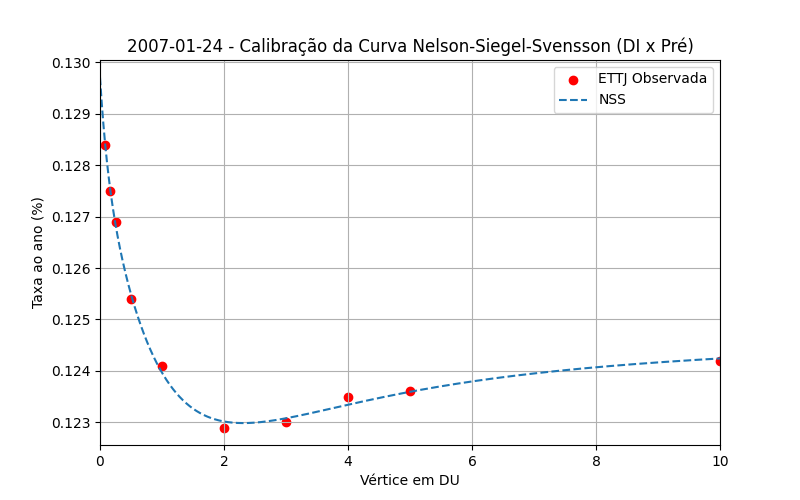 2007-01-24 - Calibração da Curva Nelson-Siegel-Svensson (DI x Pré)
0.130
0.129
0.128
0.127
0.126
0.125
0.124
0.123
Taxa ao ano (%)
ETTJ Observada
NSS
0 2 4 6 8 10
Vértice em DU